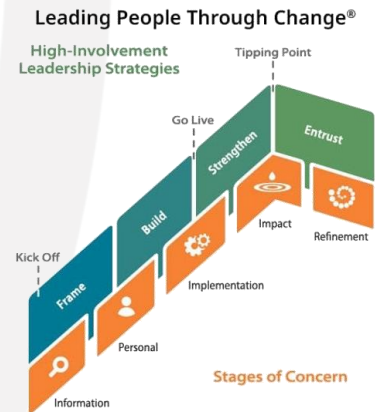 Leading People Through Change®
High-Involvement
Leadership Strategies
Tipping Point
Go Live
Kick Off
Frame
Build
Strengthen
Entrust
Information
Personal
Implementation
Impact
Refinement
Stages of Concern